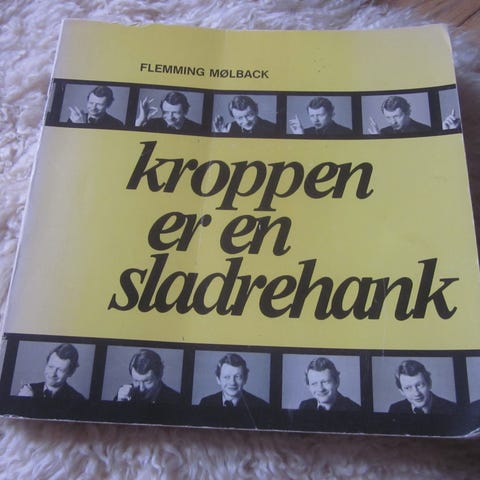 FLEMMING MØLBACK
kroppen
er en
sladrehank